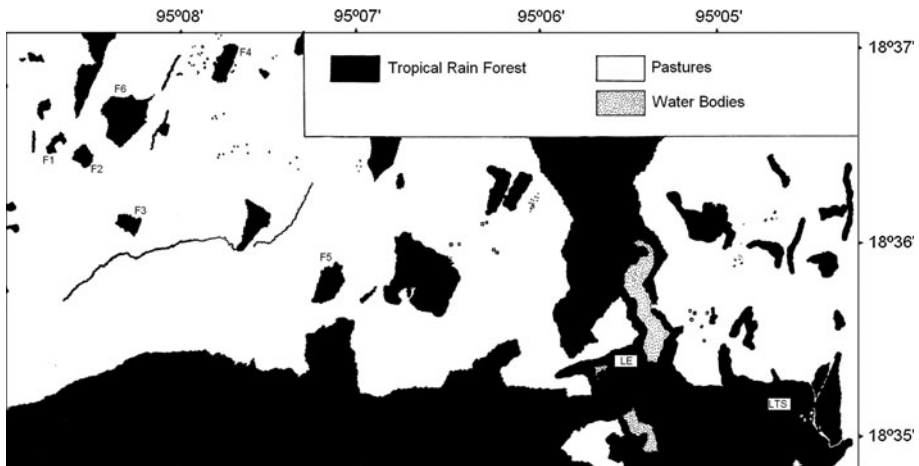 95º08' 95º07' 95º06' 95º05'
18º37'
Tropical Rain Forest Pastures
Water Bodies
F4
F6
F1
F2
F3
18º36'
F5
LE
LTS
18º35'